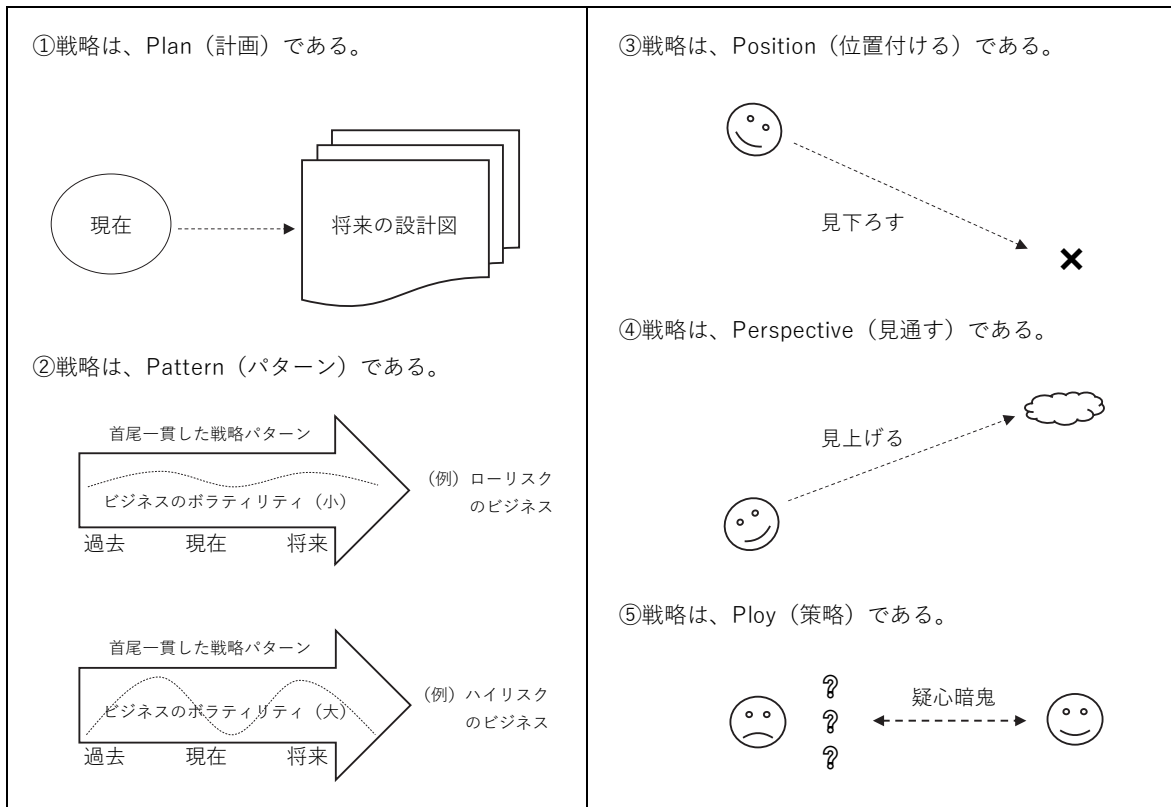 ①戦略は、Plan（計画）である。
現在
将来の設計図
②戦略は、Pattern（パターン）である。
首尾一貫した戦略パターン
ビジネスのボラティリティ（小）
過去 現在 将来
（例）ローリスク
のビジネス
首尾一貫した戦略パターン
ビジネスのボラティリティ（大）
過去 現在 将来
（例）ハイリスク
のビジネス
③戦略は、Position（位置付ける）である。
見下ろす
④戦略は、Perspective（見通す）である。
見上げる
⑤戦略は、Ploy（策略）である。
?
?
?
疑心暗鬼